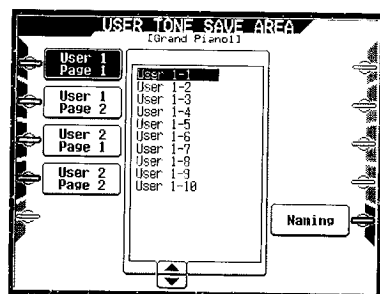 USER TONE SAVE AREA
[Grand Piano1]
User 1
Page 1
User 1
Page 2
User 2
Page 1
User 2
Page 2
User 1-1
User 1-2
User 1-3
User 1-4
User 1-5
User 1-6
User 1-7
User 1-8
User 1-9
User 1-10
Naming